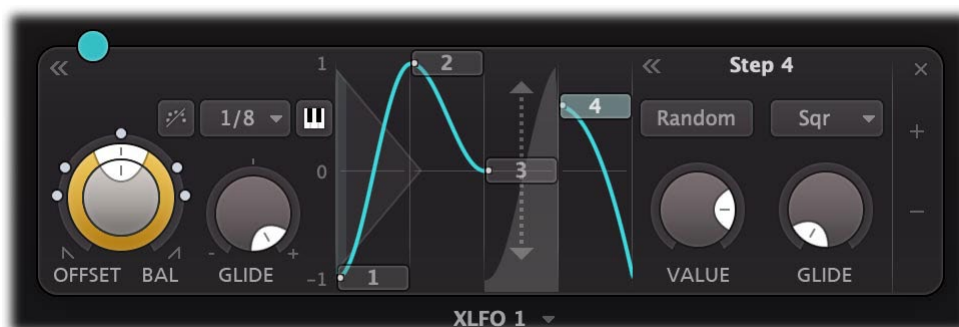 1
2
Step 4
1/8
4
Random
Sqr
0
3
- +
-1
1
OFFSET BAL GLIDE
VALUE GLIDE
XLFO 1